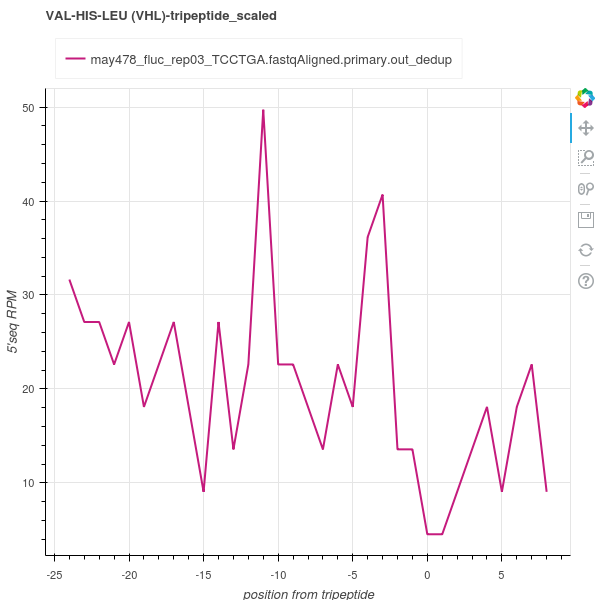 VAL-HIS-LEU (VHL)-tripeptide_scaled
may478_fluc_rep03_TCCTGA.fastqAligned.primary.out_dedup
50
40
30
20
10
5'seq RPM
-25 -20 -15 -10 -5 0 5
position from tripeptide